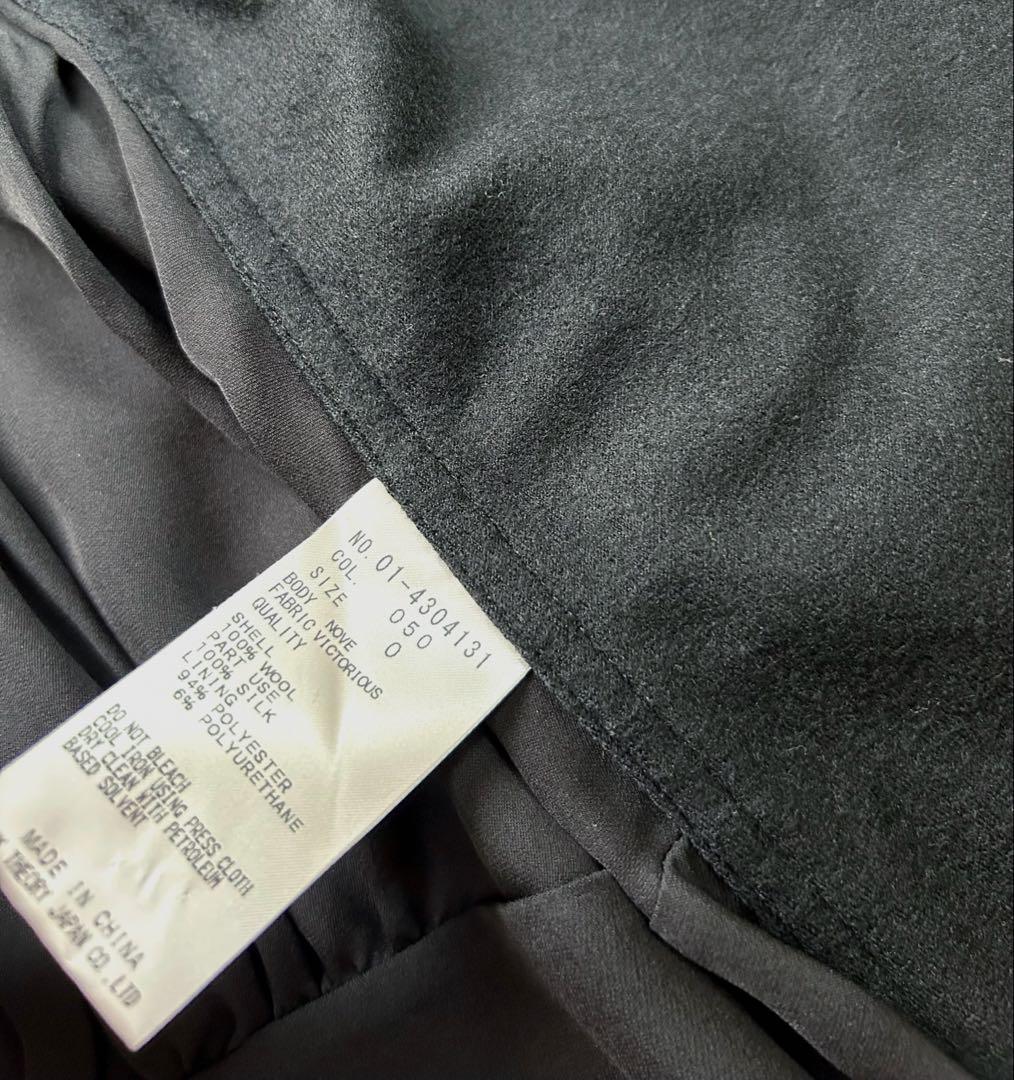 NO. 01-4304131
COL. 050
SIZE 0
BODY NOVE
FABRIC VICTORIOUS
QUALITY
SHELL
100% WOOL
PART USE
100% SILK
LINING
94% POLYESTER
6% POLYURETHANE
DO NOT BLEACH
COOL IRON USING PRESS CLOTH
DRY CLEAN WITH PETROLEUM
BASED SOLVENT
MADE IN CHINA
THEORY JAPAN CO.,LTD